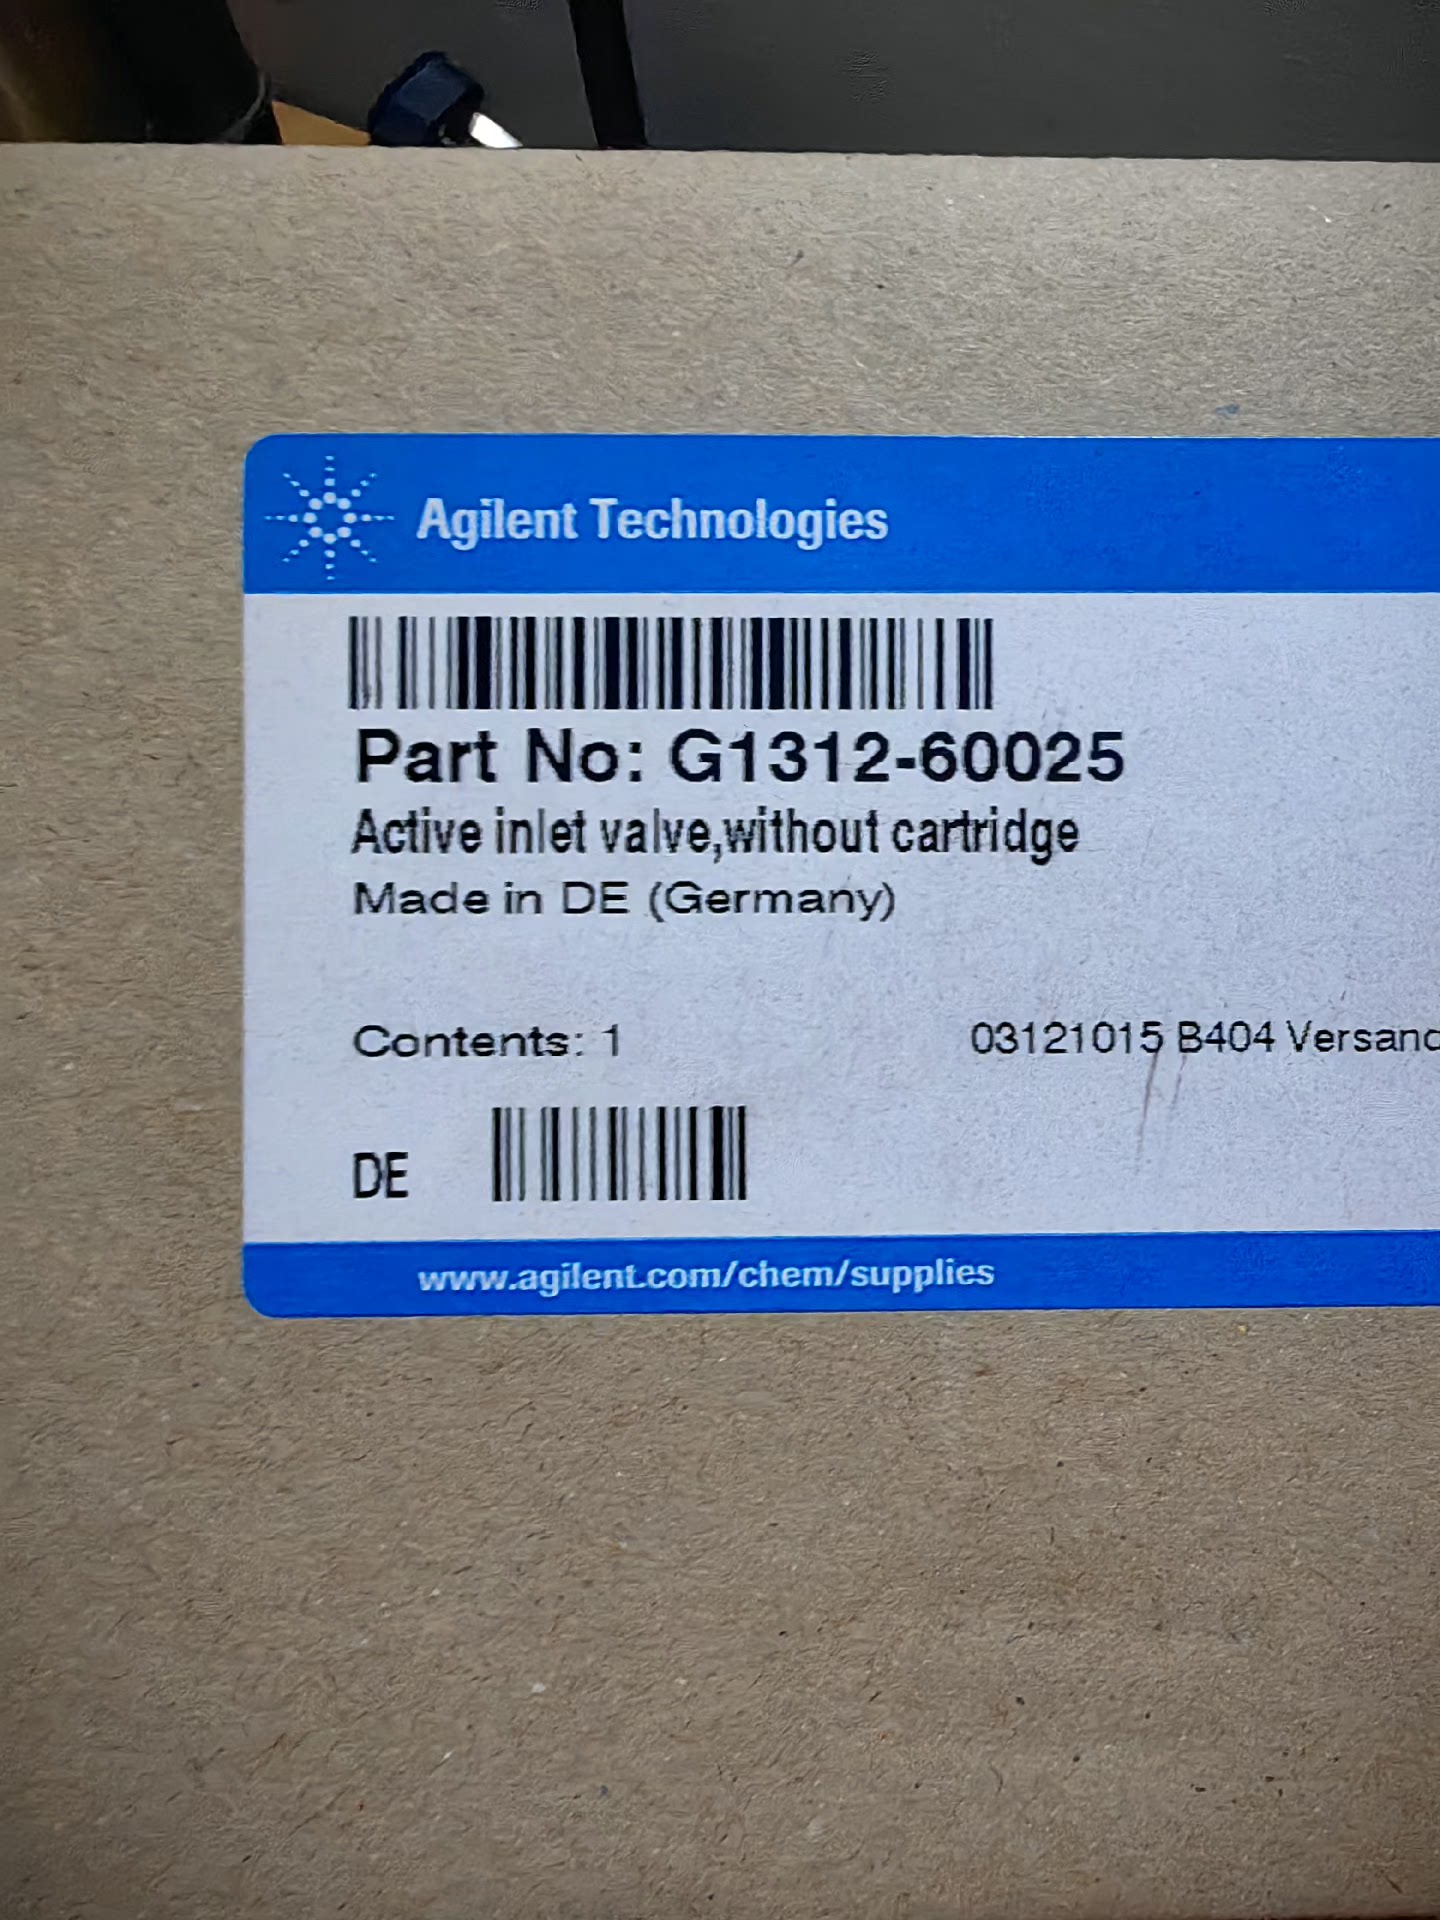 Agilent Technologies
Part No: G1312-60025
Active inlet valve,without cartridge
Made in DE (Germany)
Contents: 1
03121015 B404 Versand
DE
www.agilent.com/chem/supplies